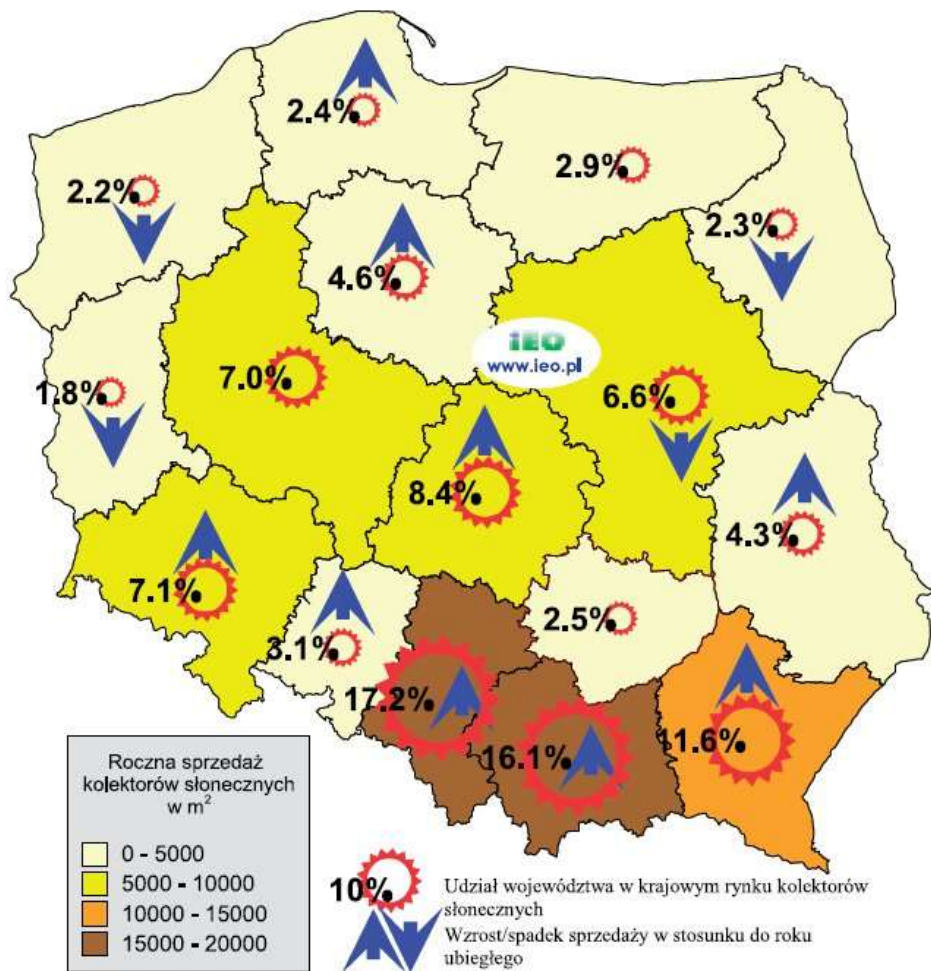 2.4%
2.9%
2.2%
2.3%
4.6%
iEO
www.ieo.pl
7.0%
6.6%
1.8%
8.4%
4.3%
7.1%
2.5%
3.1%
17.2%
16.1%
11.6%
Roczna sprzedaż
kolektorów słonecznych
w m²
0 - 5000
5000 - 10000
10000 - 15000
15000 - 20000
10%
Udział województwa w krajowym rynku kolektorów
słonecznych
Wzrost/spadek sprzedaży w stosunku do roku
ubiegłego